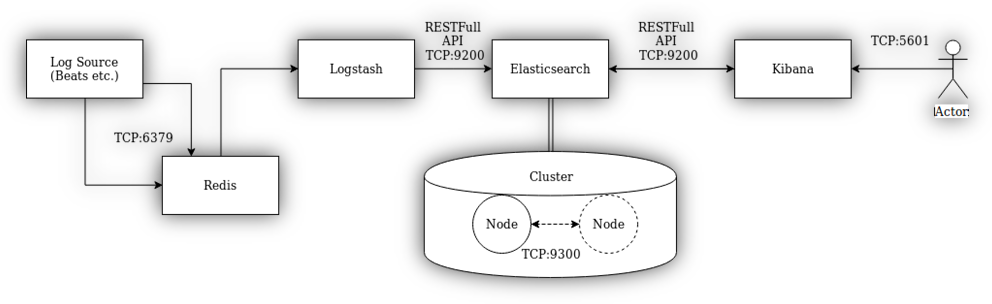 Log Source
(Beats etc.)
TCP:6379
Redis
Logstash
RESTFull
API
TCP:9200
Elasticsearch
RESTFull
API
TCP:9200
Kibana
TCP:5601
Actor
Cluster
Node
Node
TCP:9300